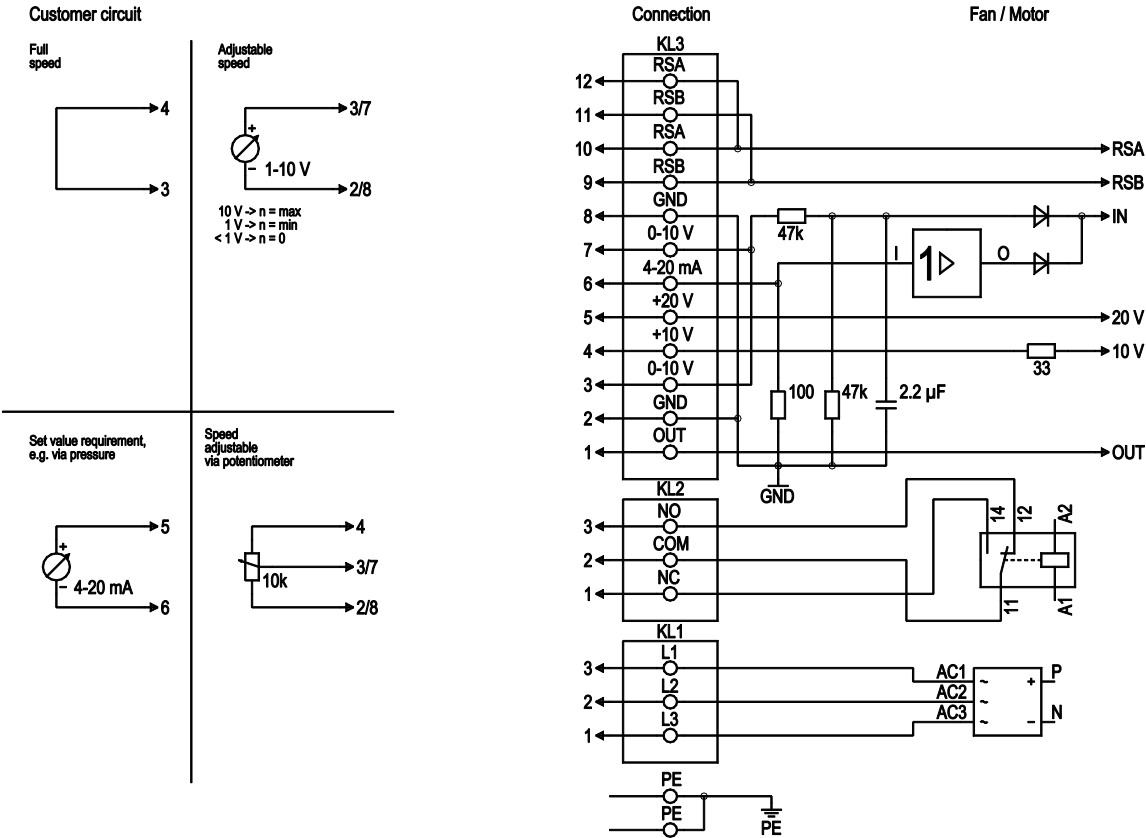 Customer circuit
Full
speed
4
3
Adjustable
speed
3/7
+
1-10 V
−
2/8
10 V -> n = max
1 V -> n = min
< 1 V -> n = 0
Set value requirement,
e.g. via pressure
5
+
4-20 mA
−
6
Speed
adjustable
via potentiometer
4
3/7
10k
2/8
Connection
Fan / Motor
KL3
RSA
12
RSB
11
RSA
10
RSA
RSB
9
RSB
GND
8
IN
47k
0-10 V
7
I
1
O
4-20 mA
6
+20 V
5
20 V
+10 V
4
10 V
33
0-10 V
3
100
47k
2.2 µF
GND
2
OUT
1
OUT
GND
KL2
NO
3
COM
2
NC
1
14
12
A2
11
A1
KL1
L1
3
L2
2
L3
1
AC1
~
+
P
AC2
~
AC3
~
−
N
PE
PE
PE